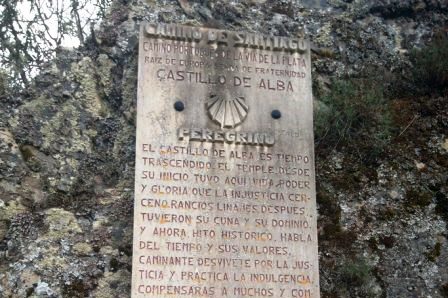 CAMINO DE SANTIAGO
CAMINO PORTUGUES DE LA VIA DE LA PLATA
RAIZ DE EUROPA DE FRATERNIDAD
CASTILLO DE ALBA
PEREGRINO
EL CASTILLO DE ALBA ES TIEMPO
TRASCENDIDO. EL TEMPLE, DESDE
SU INICIO, TUVO AQUI VIDA, PODER
Y GLORIA QUE LA INJUSTICIA CER-
CENO. RANCIOS LINAJES, DESPUES,
TUVIERON SU CUNA Y SU DOMINIO,
Y AHORA, HITO HISTORICO, HABLA
DEL TIEMPO Y SUS VALORES.
CAMINANTE DESVIVETE POR LA JUS-
TICIA Y PRACTICA LA INDULGENCIA
COMPENSARAS A MUCHOS Y COM-